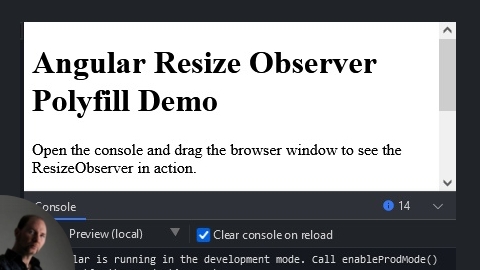 Angular Resize Observer
Polyfill Demo
Open the console and drag the browser window to see the
ResizeObserver in action.
Console
14
Preview (local)
Clear console on reload
is running in the development mode. Call enableProdMode()